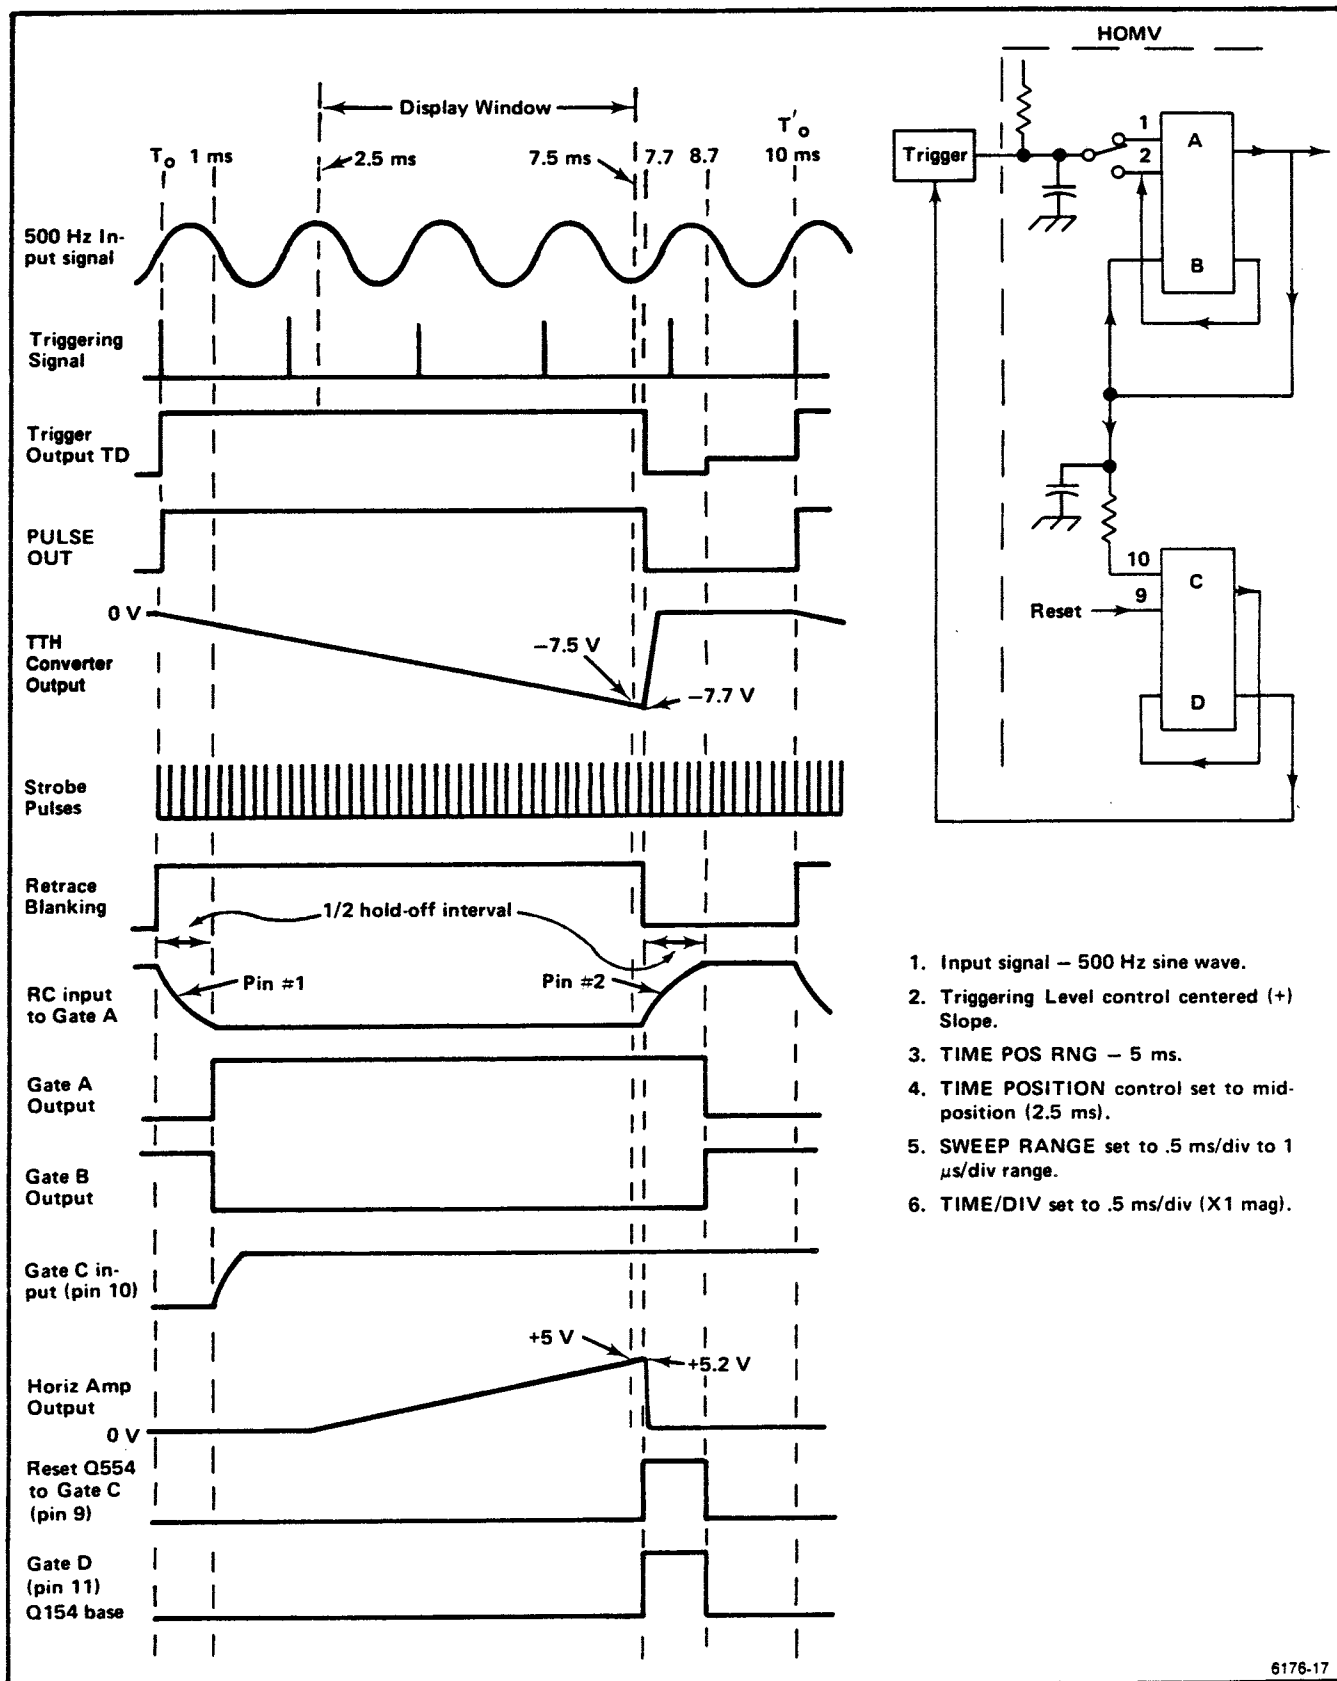 HOMV
Display Window
T'o
To 1 ms
2.5 ms
7.5 ms
7.7 8.7
10 ms
Trigger
1
2
A
B
500 Hz In-
put signal
Triggering
Signal
Trigger
Output TD
PULSE
OUT
10
9
C
D
Reset
0 V
TTH
Converter
Output
−7.5 V
−7.7 V
Strobe
Pulses
Retrace
Blanking
1/2 hold-off interval
RC input
to Gate A
Pin #1
Pin #2
Gate A
Output
Gate B
Output
Gate C in-
put (pin 10)
+5 V
+5.2 V
Horiz Amp
Output
0 V
Reset Q554
to Gate C
(pin 9)
Gate D
(pin 11)
Q154 base
1. Input signal – 500 Hz sine wave.
2. Triggering Level control centered (+)
Slope.
3. TIME POS RNG – 5 ms.
4. TIME POSITION control set to mid-
position (2.5 ms).
5. SWEEP RANGE set to .5 ms/div to 1
μs/div range.
6. TIME/DIV set to .5 ms/div (X1 mag).
6176-17